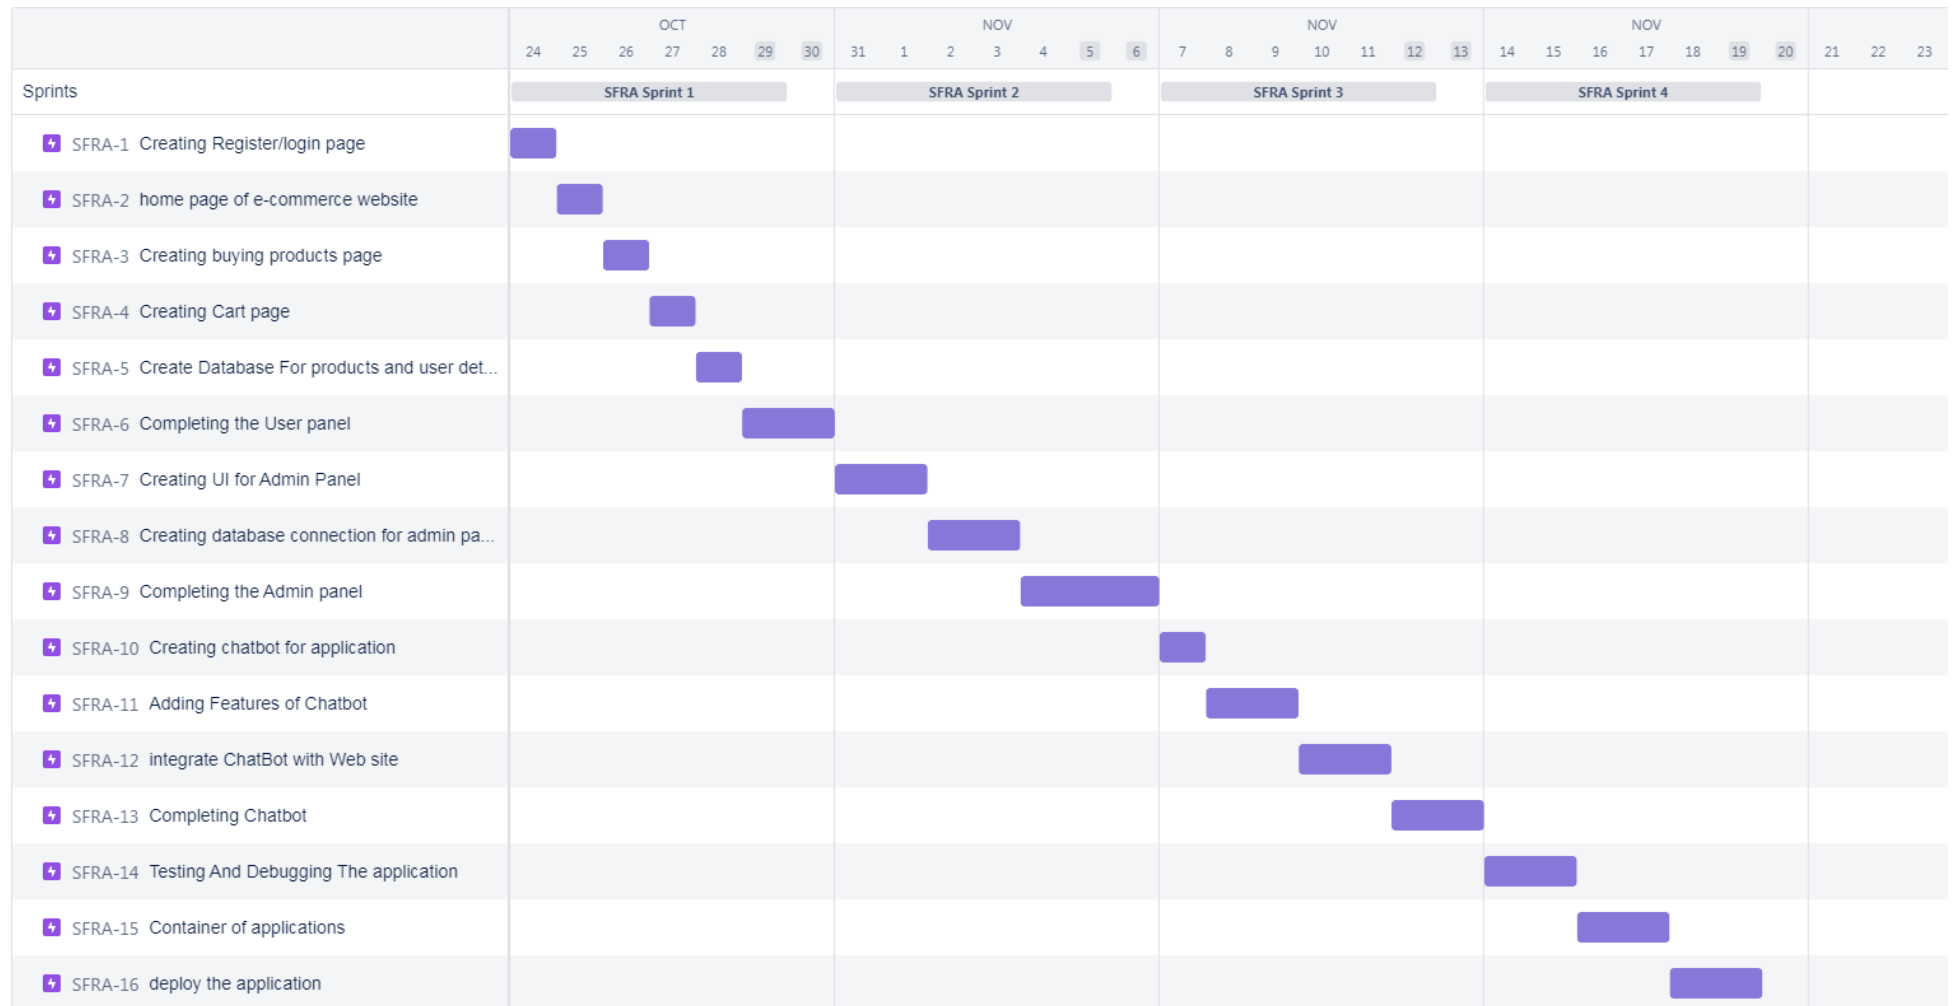 OCT NOV NOV NOV
24 25 26 27 28 29 30 31 1 2 3 4 5 6 7 8 9 10 11 12 13 14 15 16 17 18 19 20 21 22 23
Sprints SFRA Sprint 1 SFRA Sprint 2 SFRA Sprint 3 SFRA Sprint 4
SFRA-1 Creating Register/login page
SFRA-2 home page of e-commerce website
SFRA-3 Creating buying products page
SFRA-4 Creating Cart page
SFRA-5 Create Database For products and user det...
SFRA-6 Completing the User panel
SFRA-7 Creating UI for Admin Panel
SFRA-8 Creating database connection for admin pa...
SFRA-9 Completing the Admin panel
SFRA-10 Creating chatbot for application
SFRA-11 Adding Features of Chatbot
SFRA-12 integrate ChatBot with Web site
SFRA-13 Completing Chatbot
SFRA-14 Testing And Debugging The application
SFRA-15 Container of applications
SFRA-16 deploy the application